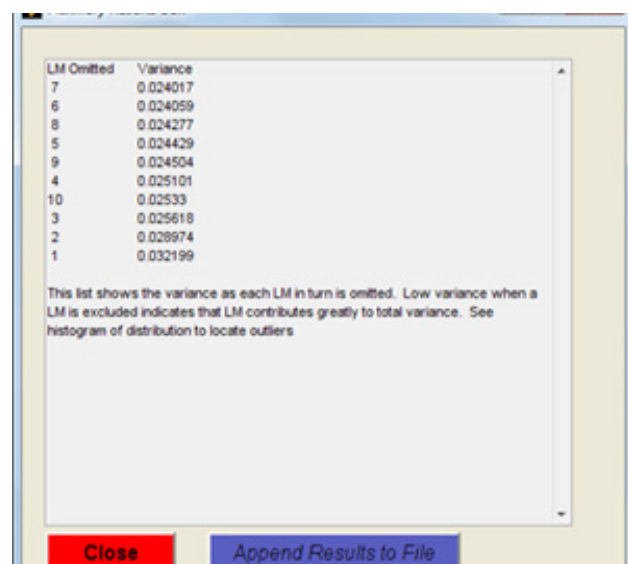 LM Omitted Variance
7 0.024017
6 0.024059
8 0.024277
5 0.024429
9 0.024504
4 0.025101
10 0.02533
3 0.025618
2 0.028974
1 0.032199
This list shows the variance as each LM in turn is omitted. Low variance when a
LM is excluded indicates that LM contributes greatly to total variance. See
histogram of distribution to locate outliers
Close Append Results to File